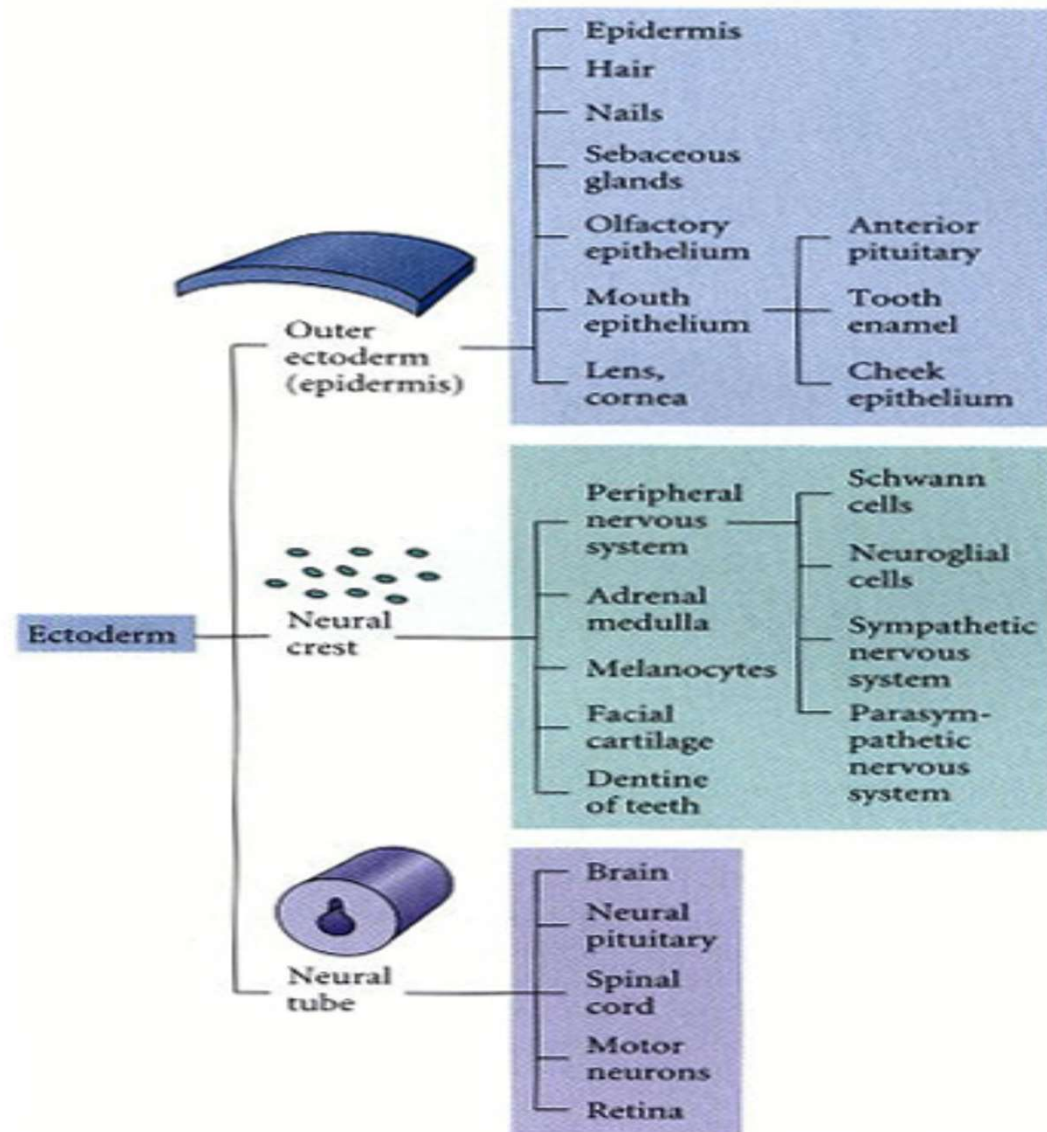 Ectoderm
Outer
ectoderm
(epidermis)
Epidermis
Hair
Nails
Sebaceous
glands
Olfactory
epithelium
Mouth
epithelium
Lens,
cornea
Anterior
pituitary
Tooth
enamel
Cheek
epithelium
Neural
crest
Peripheral
nervous
system
Adrenal
medulla
Melanocytes
Facial
cartilage
Dentine
of teeth
Schwann
cells
Neuroglial
cells
Sympathetic
nervous
system
Parasym-
pathetic
nervous
system
Neural
tube
Brain
Neural
pituitary
Spinal
cord
Motor
neurons
Retina